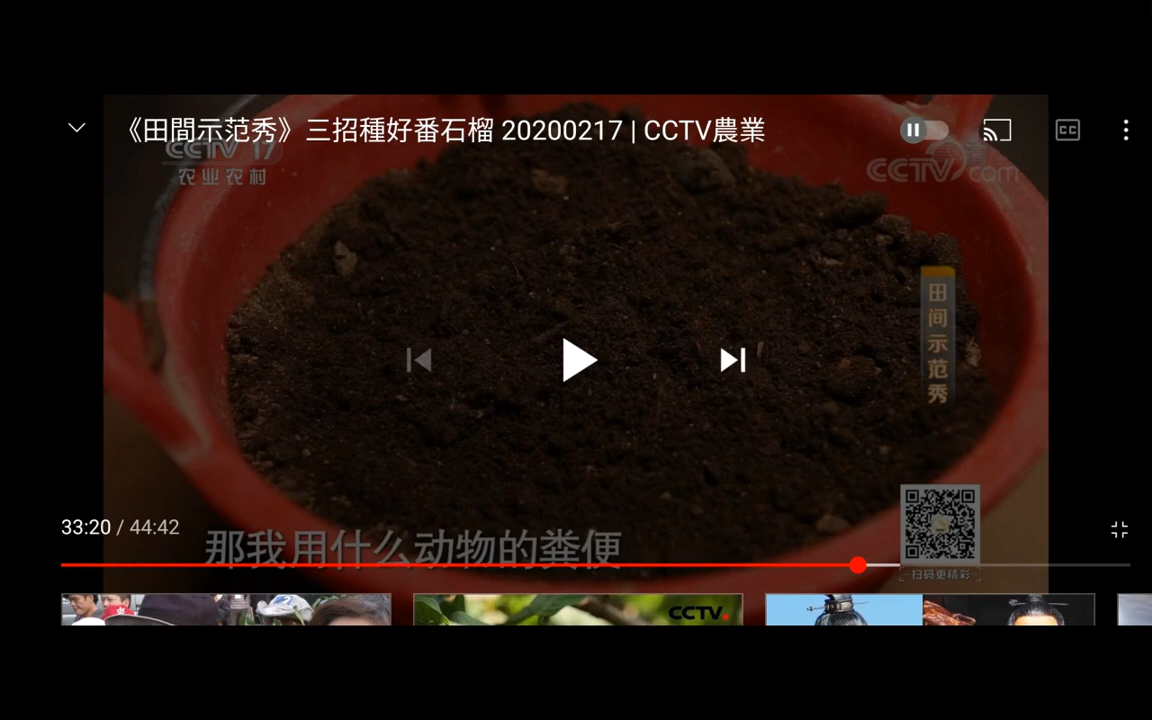 《田間示范秀》三招種好番石榴 20200217 | CCTV農業
CC
CCTV 17
农业农村
CCTV.com
田间示范秀
33:20 / 44:42
那我用什么动物的粪便
扫码更精彩
CCTV